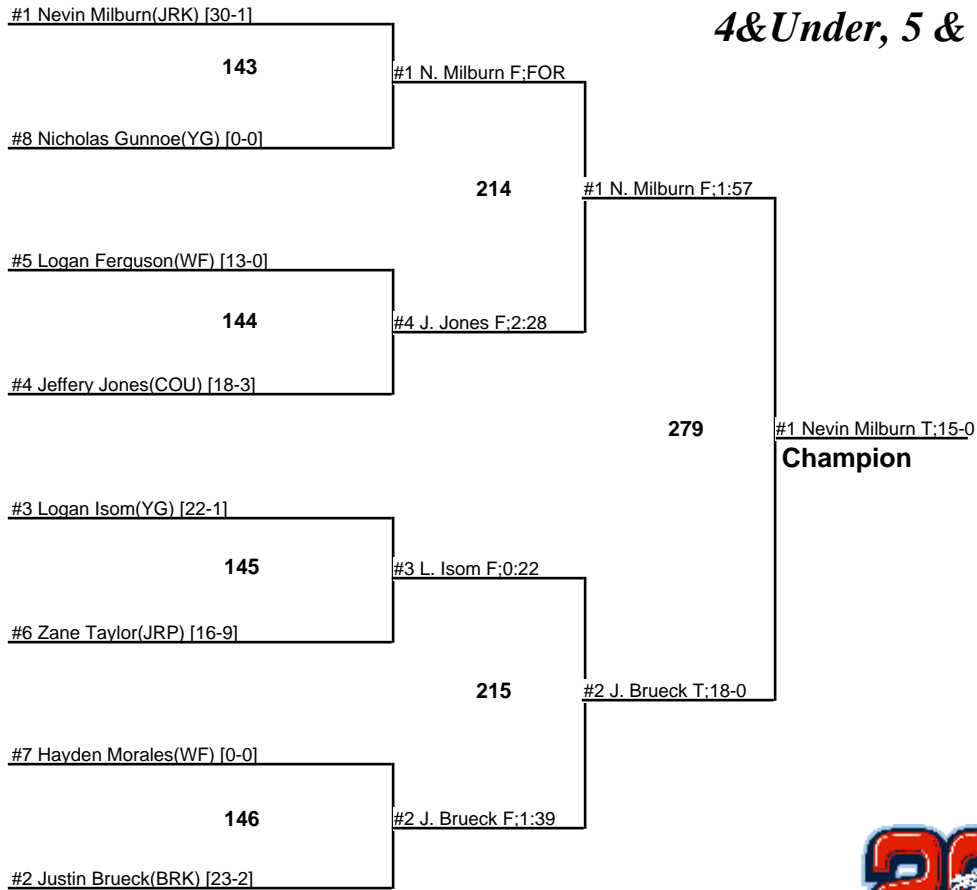 #1 Nevin Milburn(JRK) [30-1]
4&Under, 5 &
143
#1 N. Milburn F;FOR
#8 Nicholas Gunnoe(YG) [0-0]
214
#1 N. Milburn F;1:57
#5 Logan Ferguson(WF) [13-0]
144
#4 J. Jones F;2:28
#4 Jeffery Jones(COU) [18-3]
279
#1 Nevin Milburn T;15-0
Champion
#3 Logan Isom(YG) [22-1]
145
#3 L. Isom F;0:22
#6 Zane Taylor(JRP) [16-9]
215
#2 J. Brueck T;18-0
#7 Hayden Morales(WF) [0-0]
146
#2 J. Brueck F;1:39
#2 Justin Brueck(BRK) [23-2]